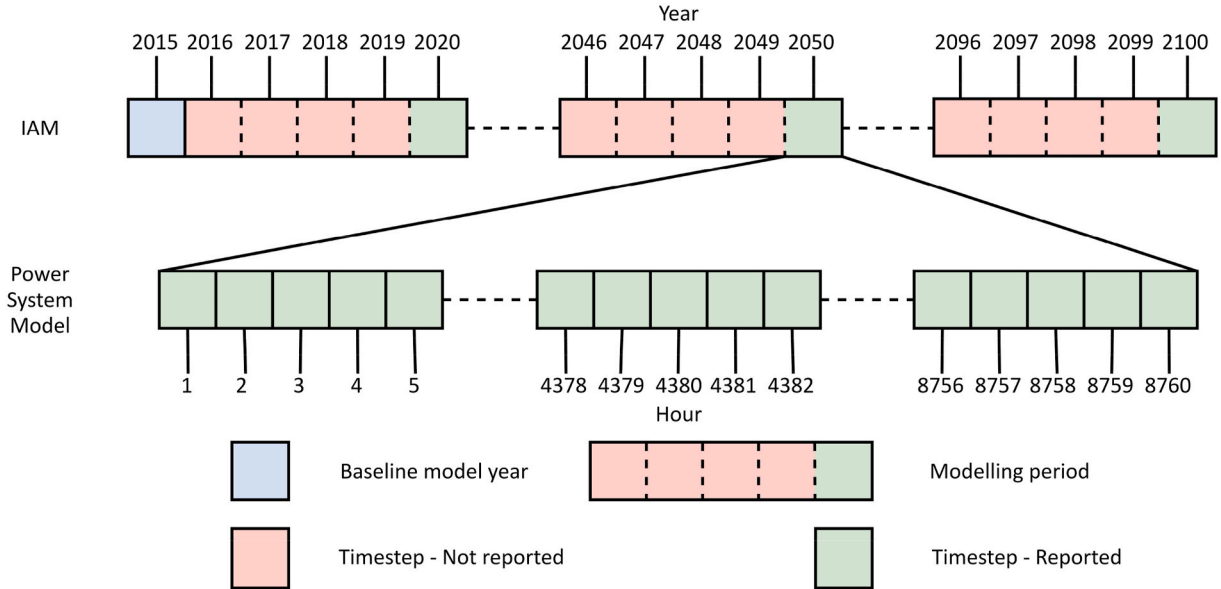 Year
2015 2016 2017 2018 2019 2020 2046 2047 2048 2049 2050 2096 2097 2098 2099 2100
IAM
Power
System
Model
1 2 3 4 5 4378 4379 4380 4381 4382 8756 8757 8758 8759 8760
Hour
Baseline model year
Modelling period
Timestep - Not reported
Timestep - Reported